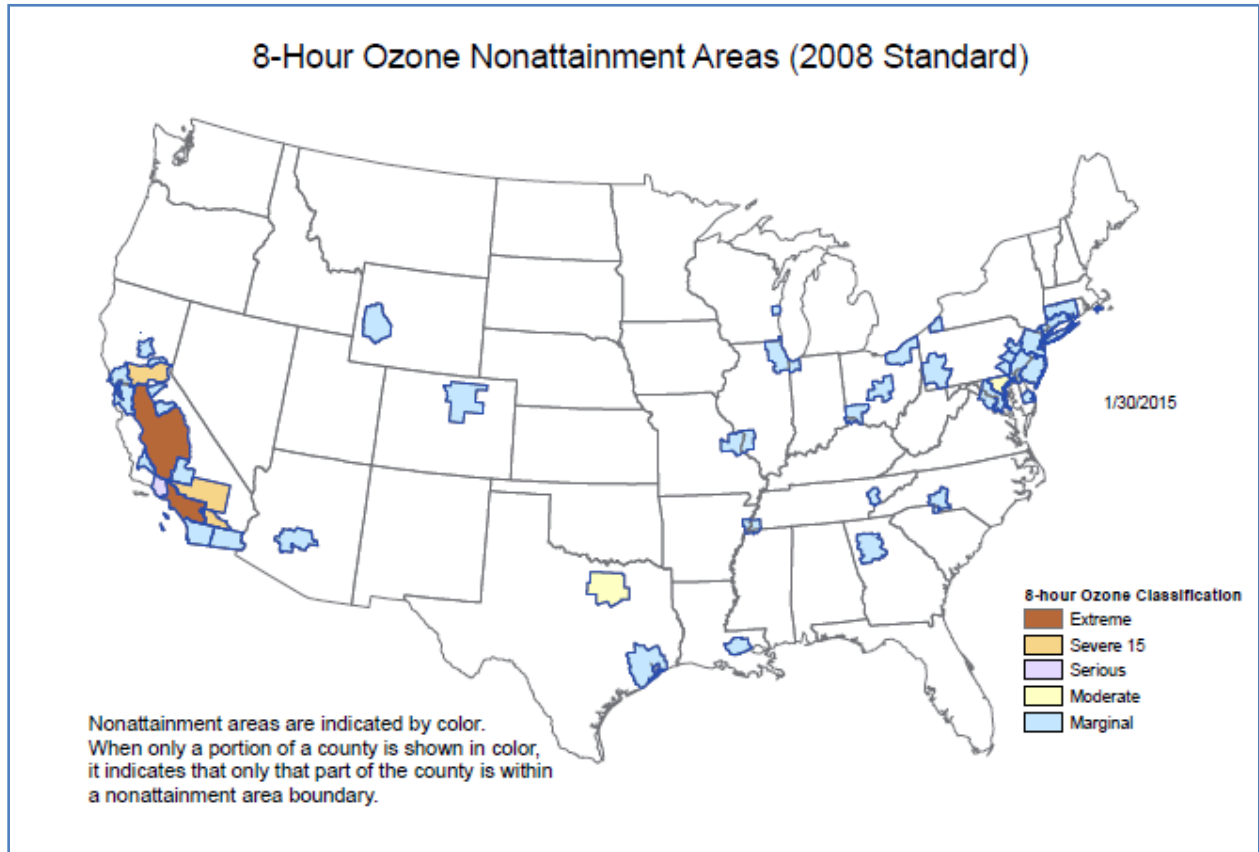 8-Hour Ozone Nonattainment Areas (2008 Standard)
1/30/2015
8-hour Ozone Classification
Extreme
Severe 15
Serious
Moderate
Marginal
Nonattainment areas are indicated by color.
When only a portion of a county is shown in color,
it indicates that only that part of the county is within
a nonattainment area boundary.